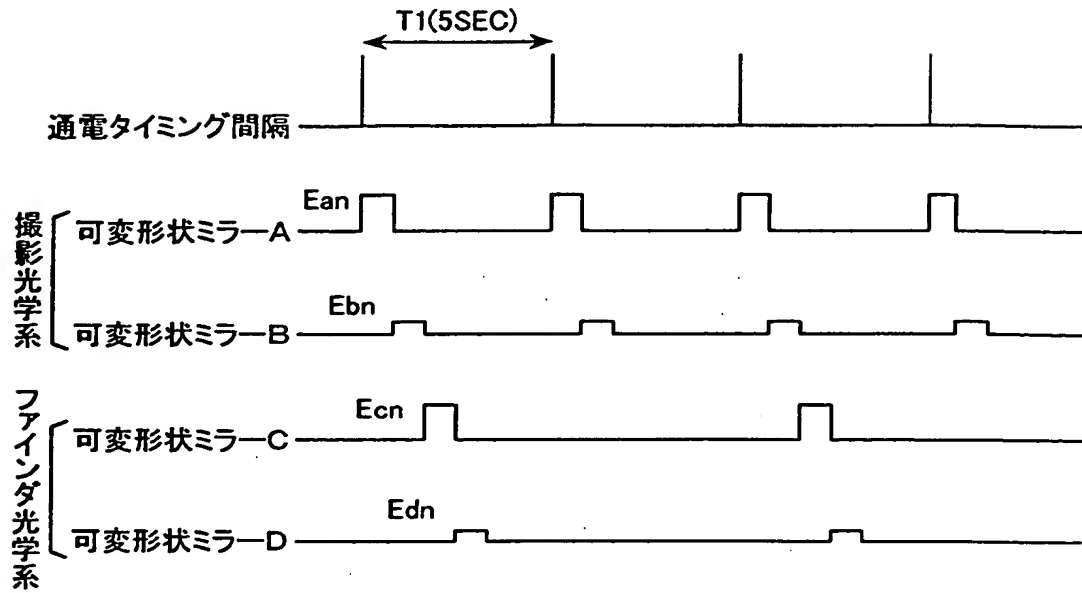 T1(5SEC)
通電タイミング間隔
撮影光学系
Ean
可変形状ミラーA
Ebn
可変形状ミラーB
ファインダ光学系
Ecn
可変形状ミラーC
Edn
可変形状ミラーD